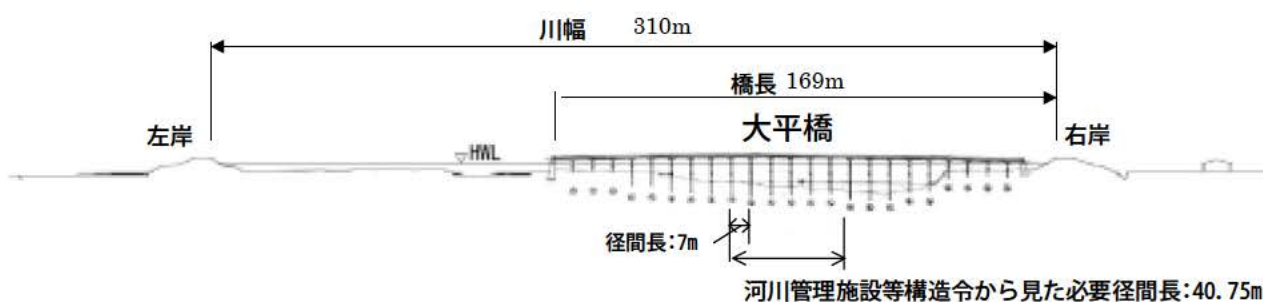 川幅 310m
橋長 169m
大平橋
左岸
右岸
HWL
径間長:7m
河川管理施設等構造令から見た必要径間長:40.75m